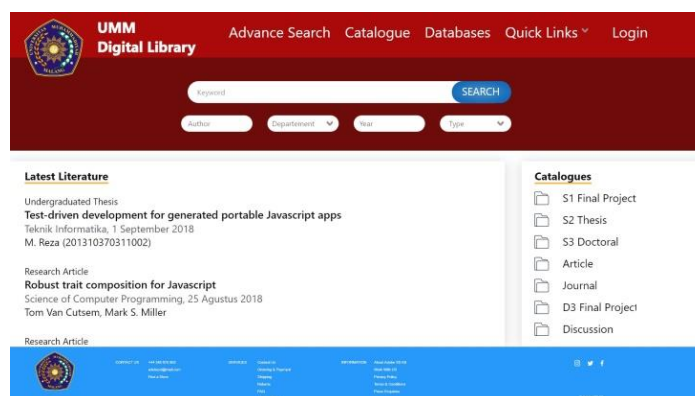 UMM
Digital Library
Advance Search Catalogue Databases Quick Links Login
Keyword SEARCH
Author Departement Year Type
Latest Literature
Undergraduated Thesis
Test-driven development for generated portable Javascript apps
Teknik Informatika, 1 September 2018
M. Reza (201310370311002)
Research Article
Robust trait composition for Javascript
Science of Computer Programming, 25 Agustus 2018
Tom Van Cutsem, Mark S. Miller
Research Article
Catalogues
S1 Final Project
S2 Thesis
S3 Doctoral
Article
Journal
D3 Final Project
Discussion
CONTACT US
INFORMATION